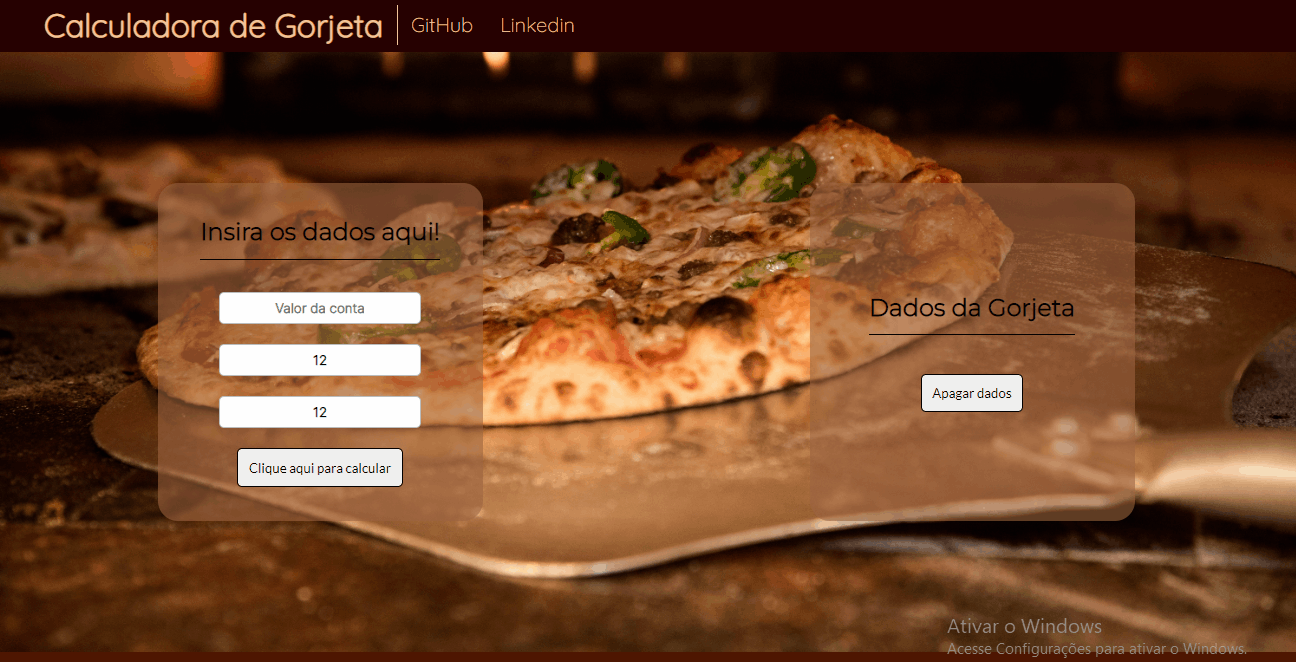 Calculadora de Gorjeta
GitHub
Linkedin
Insira os dados aqui!
Valor da conta
12
12
Clique aqui para calcular
Dados da Gorjeta
Apagar dados
Ativar o Windows
Acesse Configurações para ativar o Windows.